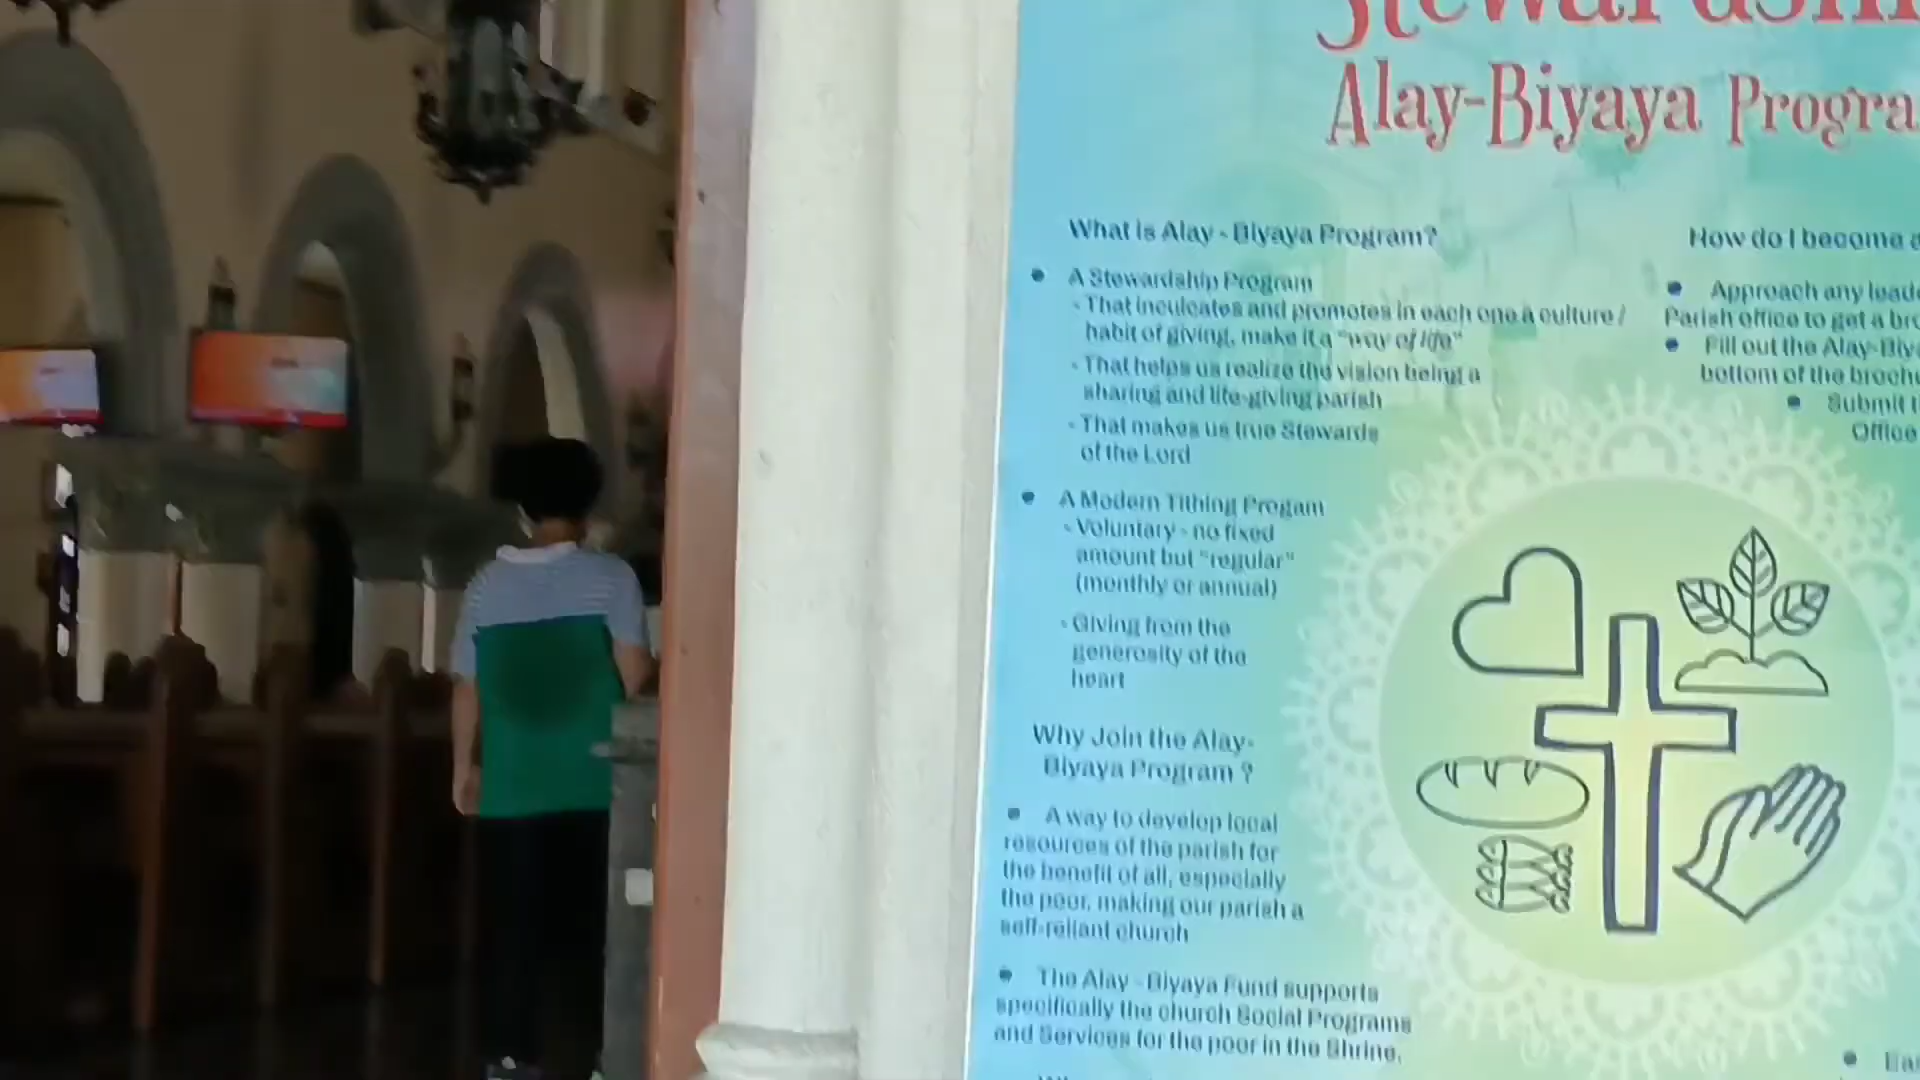 Alay-Biyaya
What is Alay - Biyaya Program?
A Stewardship Program
- That inculcates and promotes in each one a culture /
habit of giving, make it a "way of life"
- That helps us realize the vision being a
sharing and life-giving parish
- That makes us true Stewards
of the Lord
A Modern Tithing Progam
- Voluntary - no fixed
amount but "regular"
(monthly or annual)
- Giving from the
generosity of the
heart
Why Join the Alay-
Biyaya Program ?
A way to develop local
resources of the parish for
the benefit of all, especially
the poor, making our parish a
self-reliant church
The Alay - Biyaya Fund supports
specifically the church Social Programs
and Services for the poor in the Shrine.
How do I become a
Approach any
Parish office to get a
Fill out the
bottom of the
Submit
Office